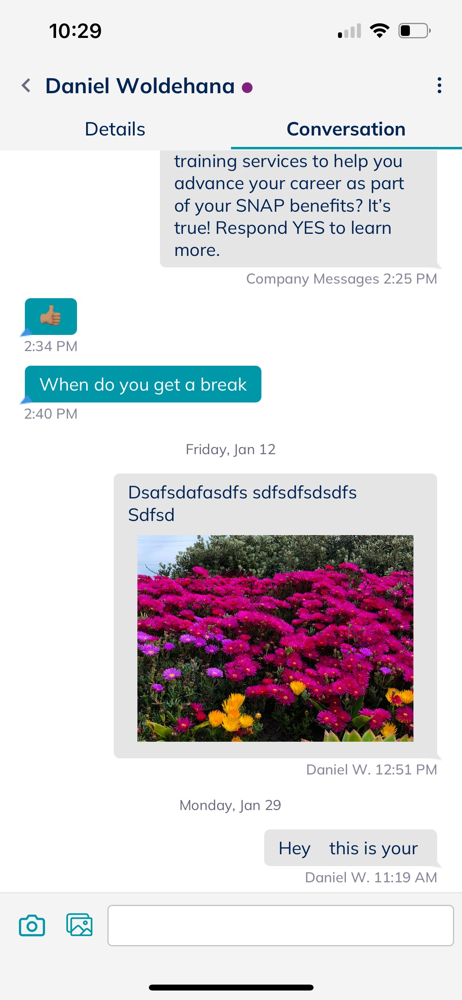 10:29
Daniel Woldehana
Details Conversation
training services to help you
advance your career as part
of your SNAP benefits? It’s
true! Respond YES to learn
more.
Company Messages 2:25 PM
2:34 PM
When do you get a break
2:40 PM
Friday, Jan 12
Dsafsdafasdfs sdfsdfsdsdfs
Sdfsd
Daniel W. 12:51 PM
Monday, Jan 29
Hey this is your
Daniel W. 11:19 AM